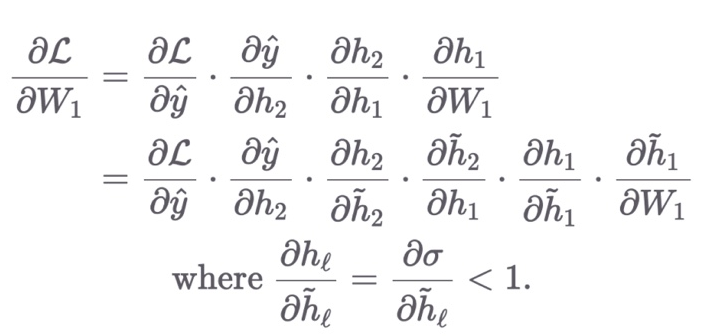 ∂ℒ/∂W₁ = ∂ℒ/∂ŷ · ∂ŷ/∂h₂ · ∂h₂/∂h₁ · ∂h₁/∂W₁
= ∂ℒ/∂ŷ · ∂ŷ/∂h₂ · ∂h₂/∂h̃₂ · ∂h̃₂/∂h₁ · ∂h₁/∂h̃₁ · ∂h̃₁/∂W₁
where ∂h_ℓ/∂h̃_ℓ = ∂σ/∂h̃_ℓ < 1.